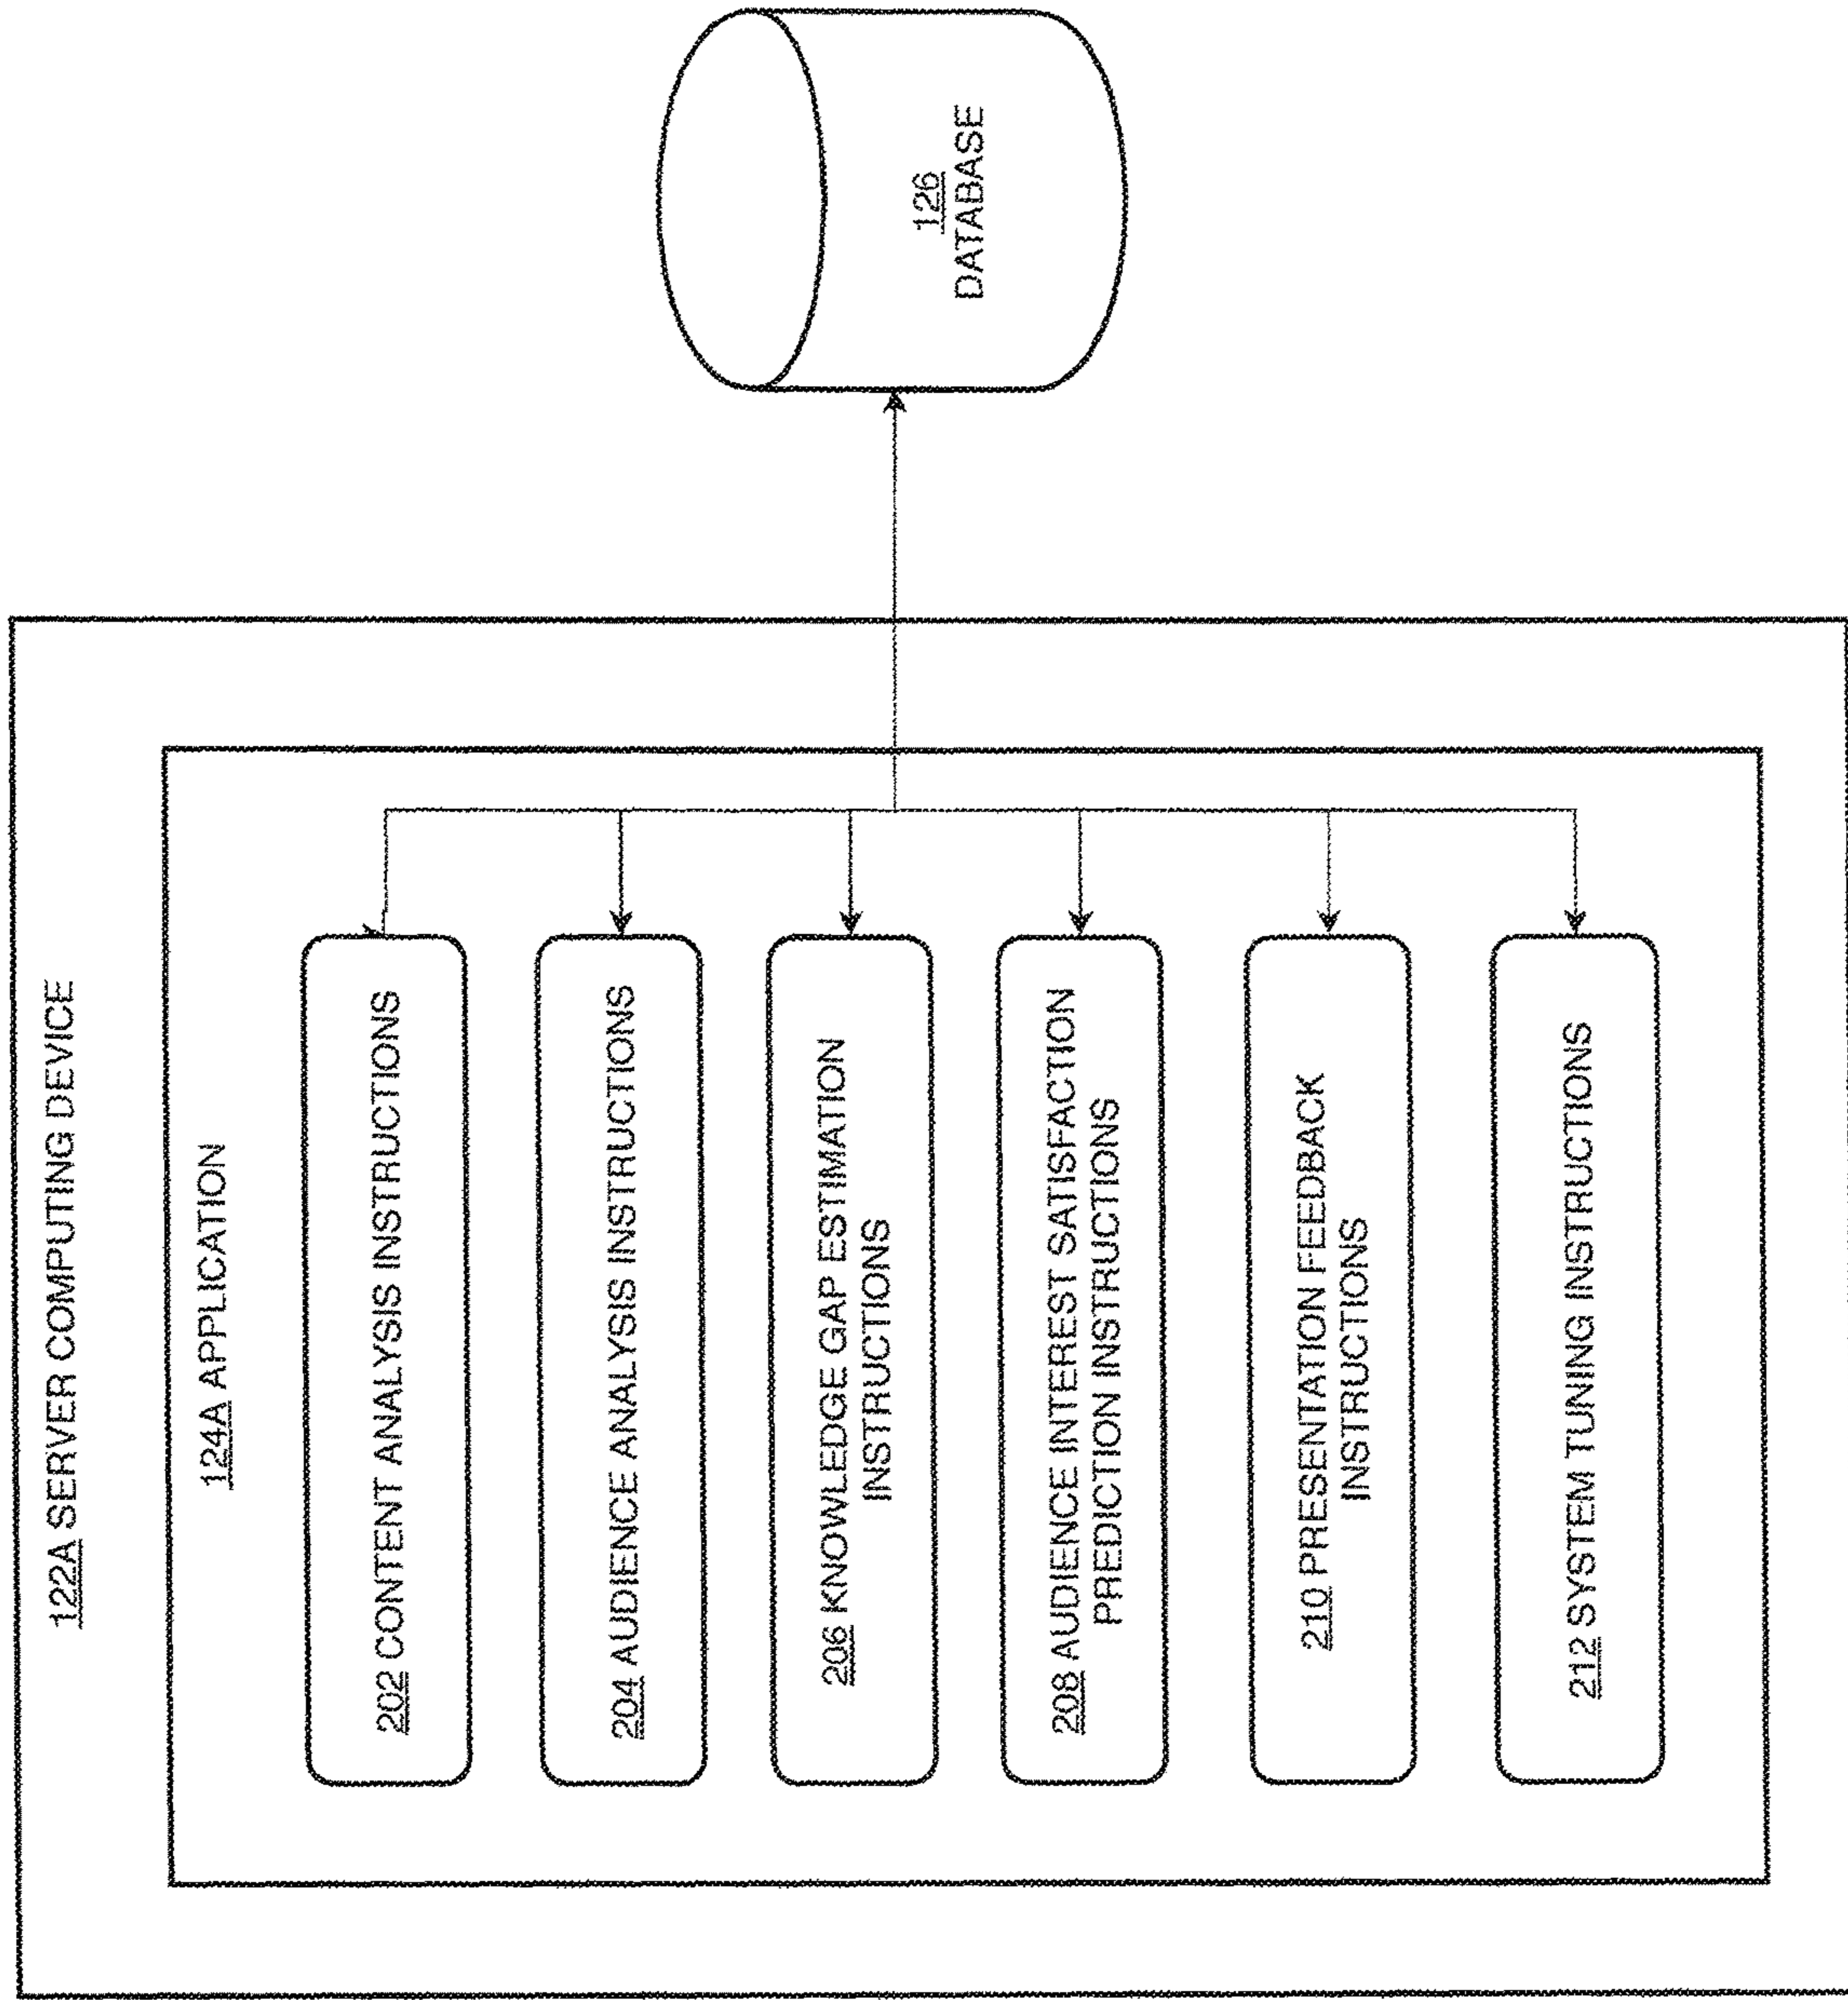 122A SERVER COMPUTING DEVICE
124A APPLICATION
202 CONTENT ANALYSIS INSTRUCTIONS
204 AUDIENCE ANALYSIS INSTRUCTIONS
206 KNOWLEDGE GAP ESTIMATION
INSTRUCTIONS
208 AUDIENCE INTEREST SATISFACTION
PREDICTION INSTRUCTIONS
210 PRESENTATION FEEDBACK
INSTRUCTIONS
212 SYSTEM TUNING INSTRUCTIONS
126
DATABASE